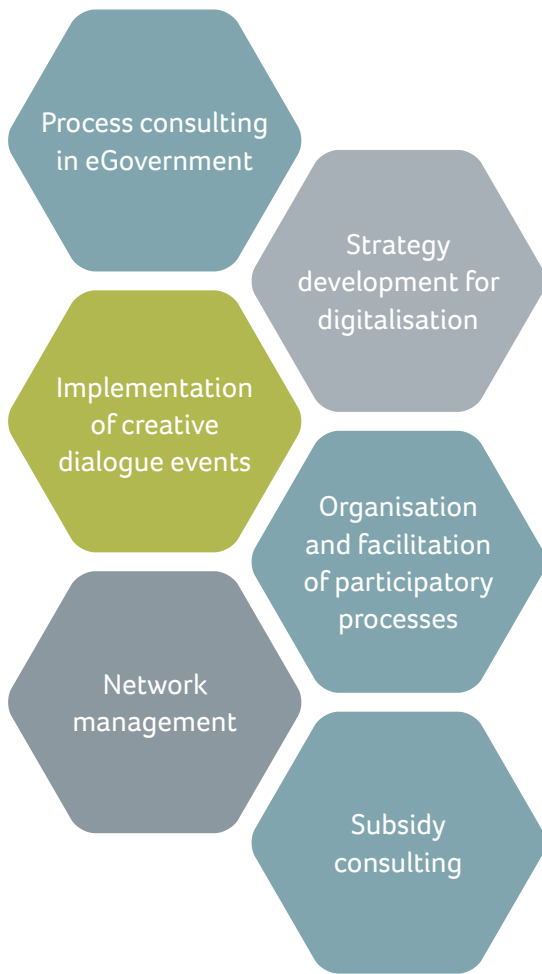 Process consulting
in eGovernment
Strategy
development for
digitalisation
Implementation
of creative
dialogue events
Organisation
and facilitation
of participatory
processes
Network
management
Subsidy
consulting